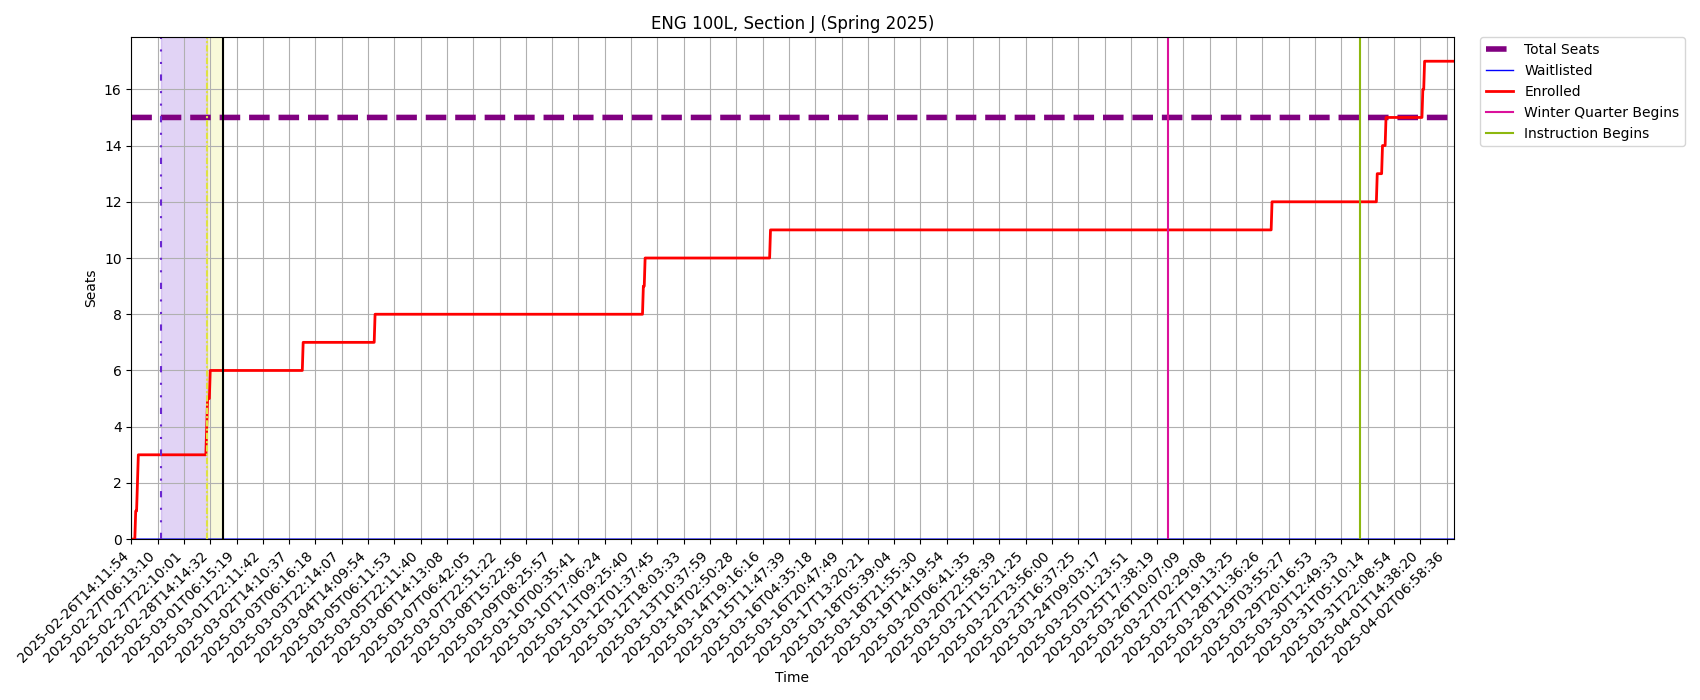 ENG 100L, Section J (Spring 2025)
Total Seats
Waitlisted
Enrolled
Winter Quarter Begins
Instruction Begins
Seats
16
14
12
10
8
6
4
2
0
2025-02-26T14:11:54
2025-02-27T06:13:10
2025-02-27T22:10:01
2025-02-28T14:14:32
2025-03-01T06:15:19
2025-03-01T22:11:42
2025-03-02T14:10:37
2025-03-03T06:16:18
2025-03-03T22:14:07
2025-03-04T14:09:54
2025-03-05T06:11:53
2025-03-05T22:11:40
2025-03-06T14:13:08
2025-03-07T06:42:05
2025-03-07T22:51:22
2025-03-08T15:22:56
2025-03-09T08:25:57
2025-03-10T00:35:41
2025-03-10T17:06:24
2025-03-11T09:25:40
2025-03-12T01:37:45
2025-03-12T18:03:33
2025-03-13T10:37:59
2025-03-14T02:50:28
2025-03-14T19:16:16
2025-03-15T11:47:39
2025-03-16T04:35:18
2025-03-16T20:47:49
2025-03-17T13:20:21
2025-03-18T05:39:04
2025-03-18T21:55:30
2025-03-19T14:19:54
2025-03-20T06:41:35
2025-03-20T22:58:39
2025-03-21T15:21:25
2025-03-22T23:56:00
2025-03-23T16:37:25
2025-03-24T09:03:17
2025-03-25T01:23:51
2025-03-25T17:38:19
2025-03-26T10:07:09
2025-03-27T02:29:08
2025-03-27T19:13:25
2025-03-28T11:36:26
2025-03-29T03:55:27
2025-03-29T20:16:53
2025-03-30T12:49:33
2025-03-31T05:10:14
2025-03-31T22:08:54
2025-04-01T14:38:20
2025-04-02T06:58:36
Time